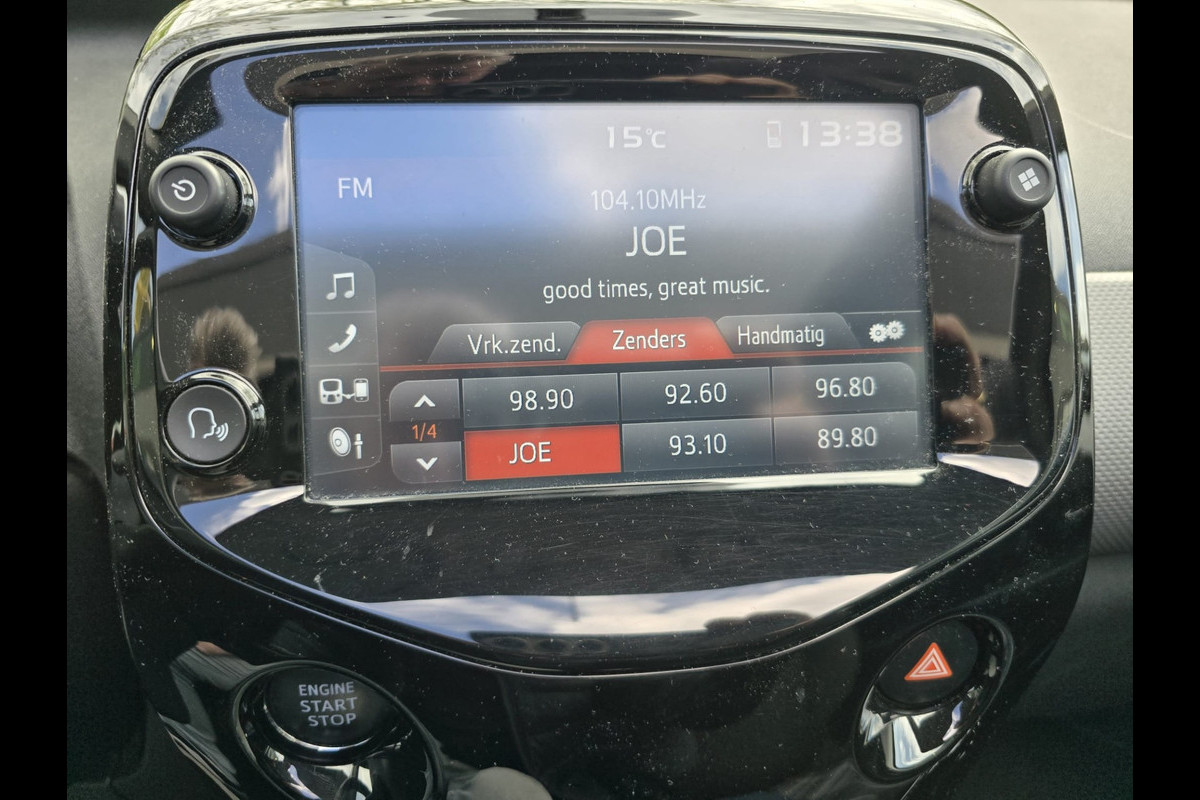 15°C 13:38
FM
104.10MHz
JOE
good times, great music.
Vrk.zend. Zenders Handmatig
98.90 92.60 96.80
1/4
JOE 93.10 89.80
ENGINE
START
STOP